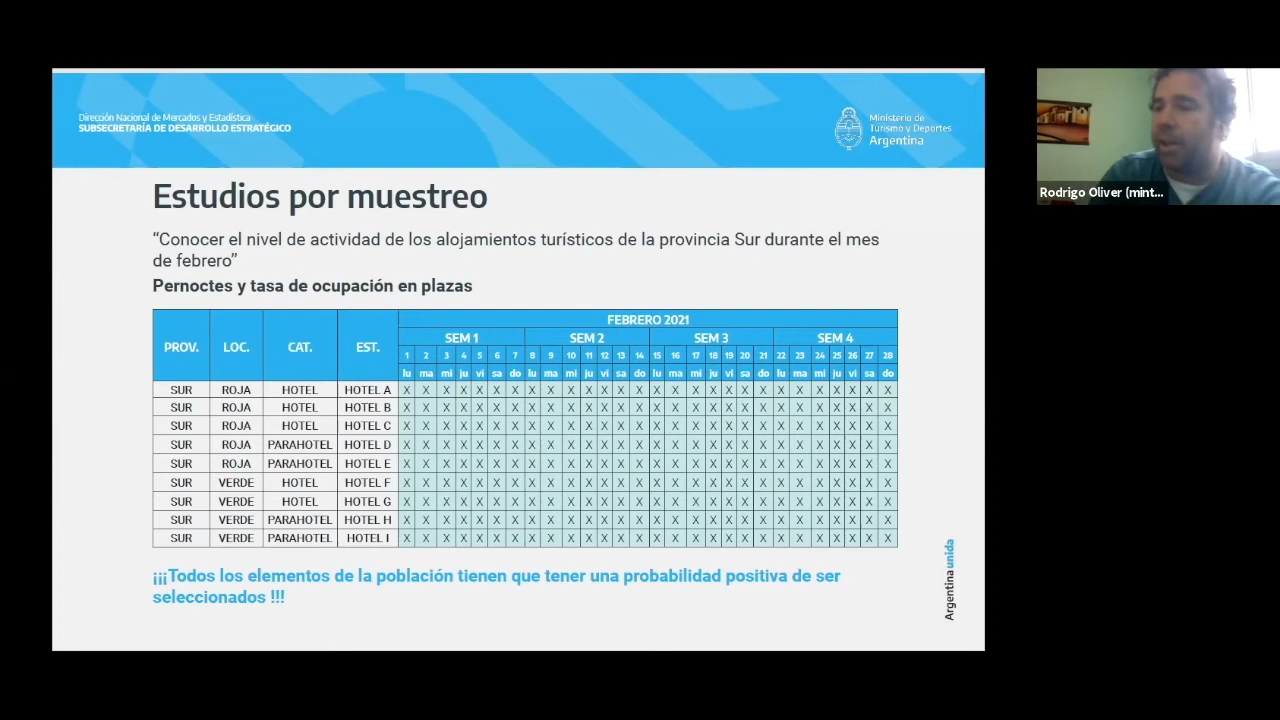 Dirección Nacional de Mercados y Estadística
SUBSECRETARÍA DE DESARROLLO ESTRATÉGICO
Ministerio de
Turismo y Deportes
Argentina
Rodrigo Oliver (mint...
Estudios por muestreo
“Conocer el nivel de actividad de los alojamientos turísticos de la provincia Sur durante el mes
de febrero”
Pernoctes y tasa de ocupación en plazas
PROV. LOC. CAT. EST. FEBRERO 2021
SEM 1 SEM 2 SEM 3 SEM 4
1 2 3 4 5 6 7 8 9 10 11 12 13 14 15 16 17 18 19 20 21 22 23 24 25 26 27 28
lu ma mi ju vi sa do lu ma mi ju vi sa do lu ma mi ju vi sa do lu ma mi ju vi sa do
SUR ROJA HOTEL HOTEL A X X X X X X X X X X X X X X X X X X X X X X X X X X X X
SUR ROJA HOTEL HOTEL B X X X X X X X X X X X X X X X X X X X X X X X X X X X X
SUR ROJA HOTEL HOTEL C X X X X X X X X X X X X X X X X X X X X X X X X X X X X
SUR ROJA PARAHOTEL HOTEL D X X X X X X X X X X X X X X X X X X X X X X X X X X X X
SUR ROJA PARAHOTEL HOTEL E X X X X X X X X X X X X X X X X X X X X X X X X X X X X
SUR VERDE HOTEL HOTEL F X X X X X X X X X X X X X X X X X X X X X X X X X X X X
SUR VERDE HOTEL HOTEL G X X X X X X X X X X X X X X X X X X X X X X X X X X X X
SUR VERDE PARAHOTEL HOTEL H X X X X X X X X X X X X X X X X X X X X X X X X X X X X
SUR VERDE PARAHOTEL HOTEL I X X X X X X X X X X X X X X X X X X X X X X X X X X X X
¡¡¡Todos los elementos de la población tienen que tener una probabilidad positiva de ser
seleccionados !!!
Argentina unida